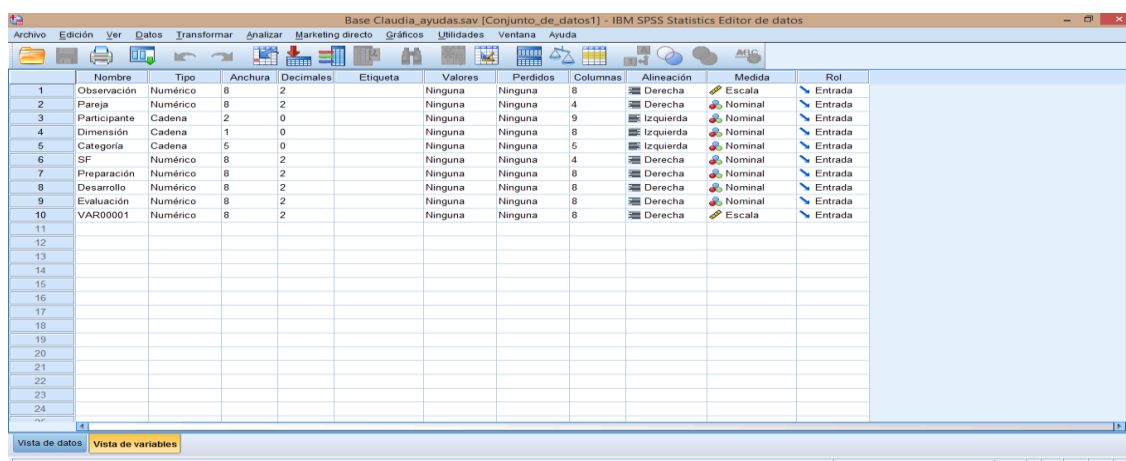 Base Claudia_ayudas.sav [Conjunto_de_datos1] - IBM SPSS Statistics Editor de datos
Archivo Edición Ver Datos Transformar Analizar Marketing directo Gráficos Utilidades Ventana Ayuda
Nombre Tipo Anchura Decimales Etiqueta Valores Perdidos Columnas Alineación Medida Rol
1 Observación Numérico 8 2 Ninguna Ninguna 8 Derecha Escala Entrada
2 Pareja Numérico 8 2 Ninguna Ninguna 4 Derecha Nominal Entrada
3 Participante Cadena 2 0 Ninguna Ninguna 9 Izquierda Nominal Entrada
4 Dimensión Cadena 1 0 Ninguna Ninguna 8 Izquierda Nominal Entrada
5 Categoría Cadena 5 0 Ninguna Ninguna 5 Izquierda Nominal Entrada
6 SF Numérico 8 2 Ninguna Ninguna 4 Derecha Nominal Entrada
7 Preparación Numérico 8 2 Ninguna Ninguna 8 Derecha Nominal Entrada
8 Desarrollo Numérico 8 2 Ninguna Ninguna 8 Derecha Nominal Entrada
9 Evaluación Numérico 8 2 Ninguna Ninguna 8 Derecha Nominal Entrada
10 VAR00001 Numérico 8 2 Ninguna Ninguna 8 Derecha Escala Entrada
11
12
13
14
15
16
17
18
19
20
21
22
23
24
Vista de datos Vista de variables